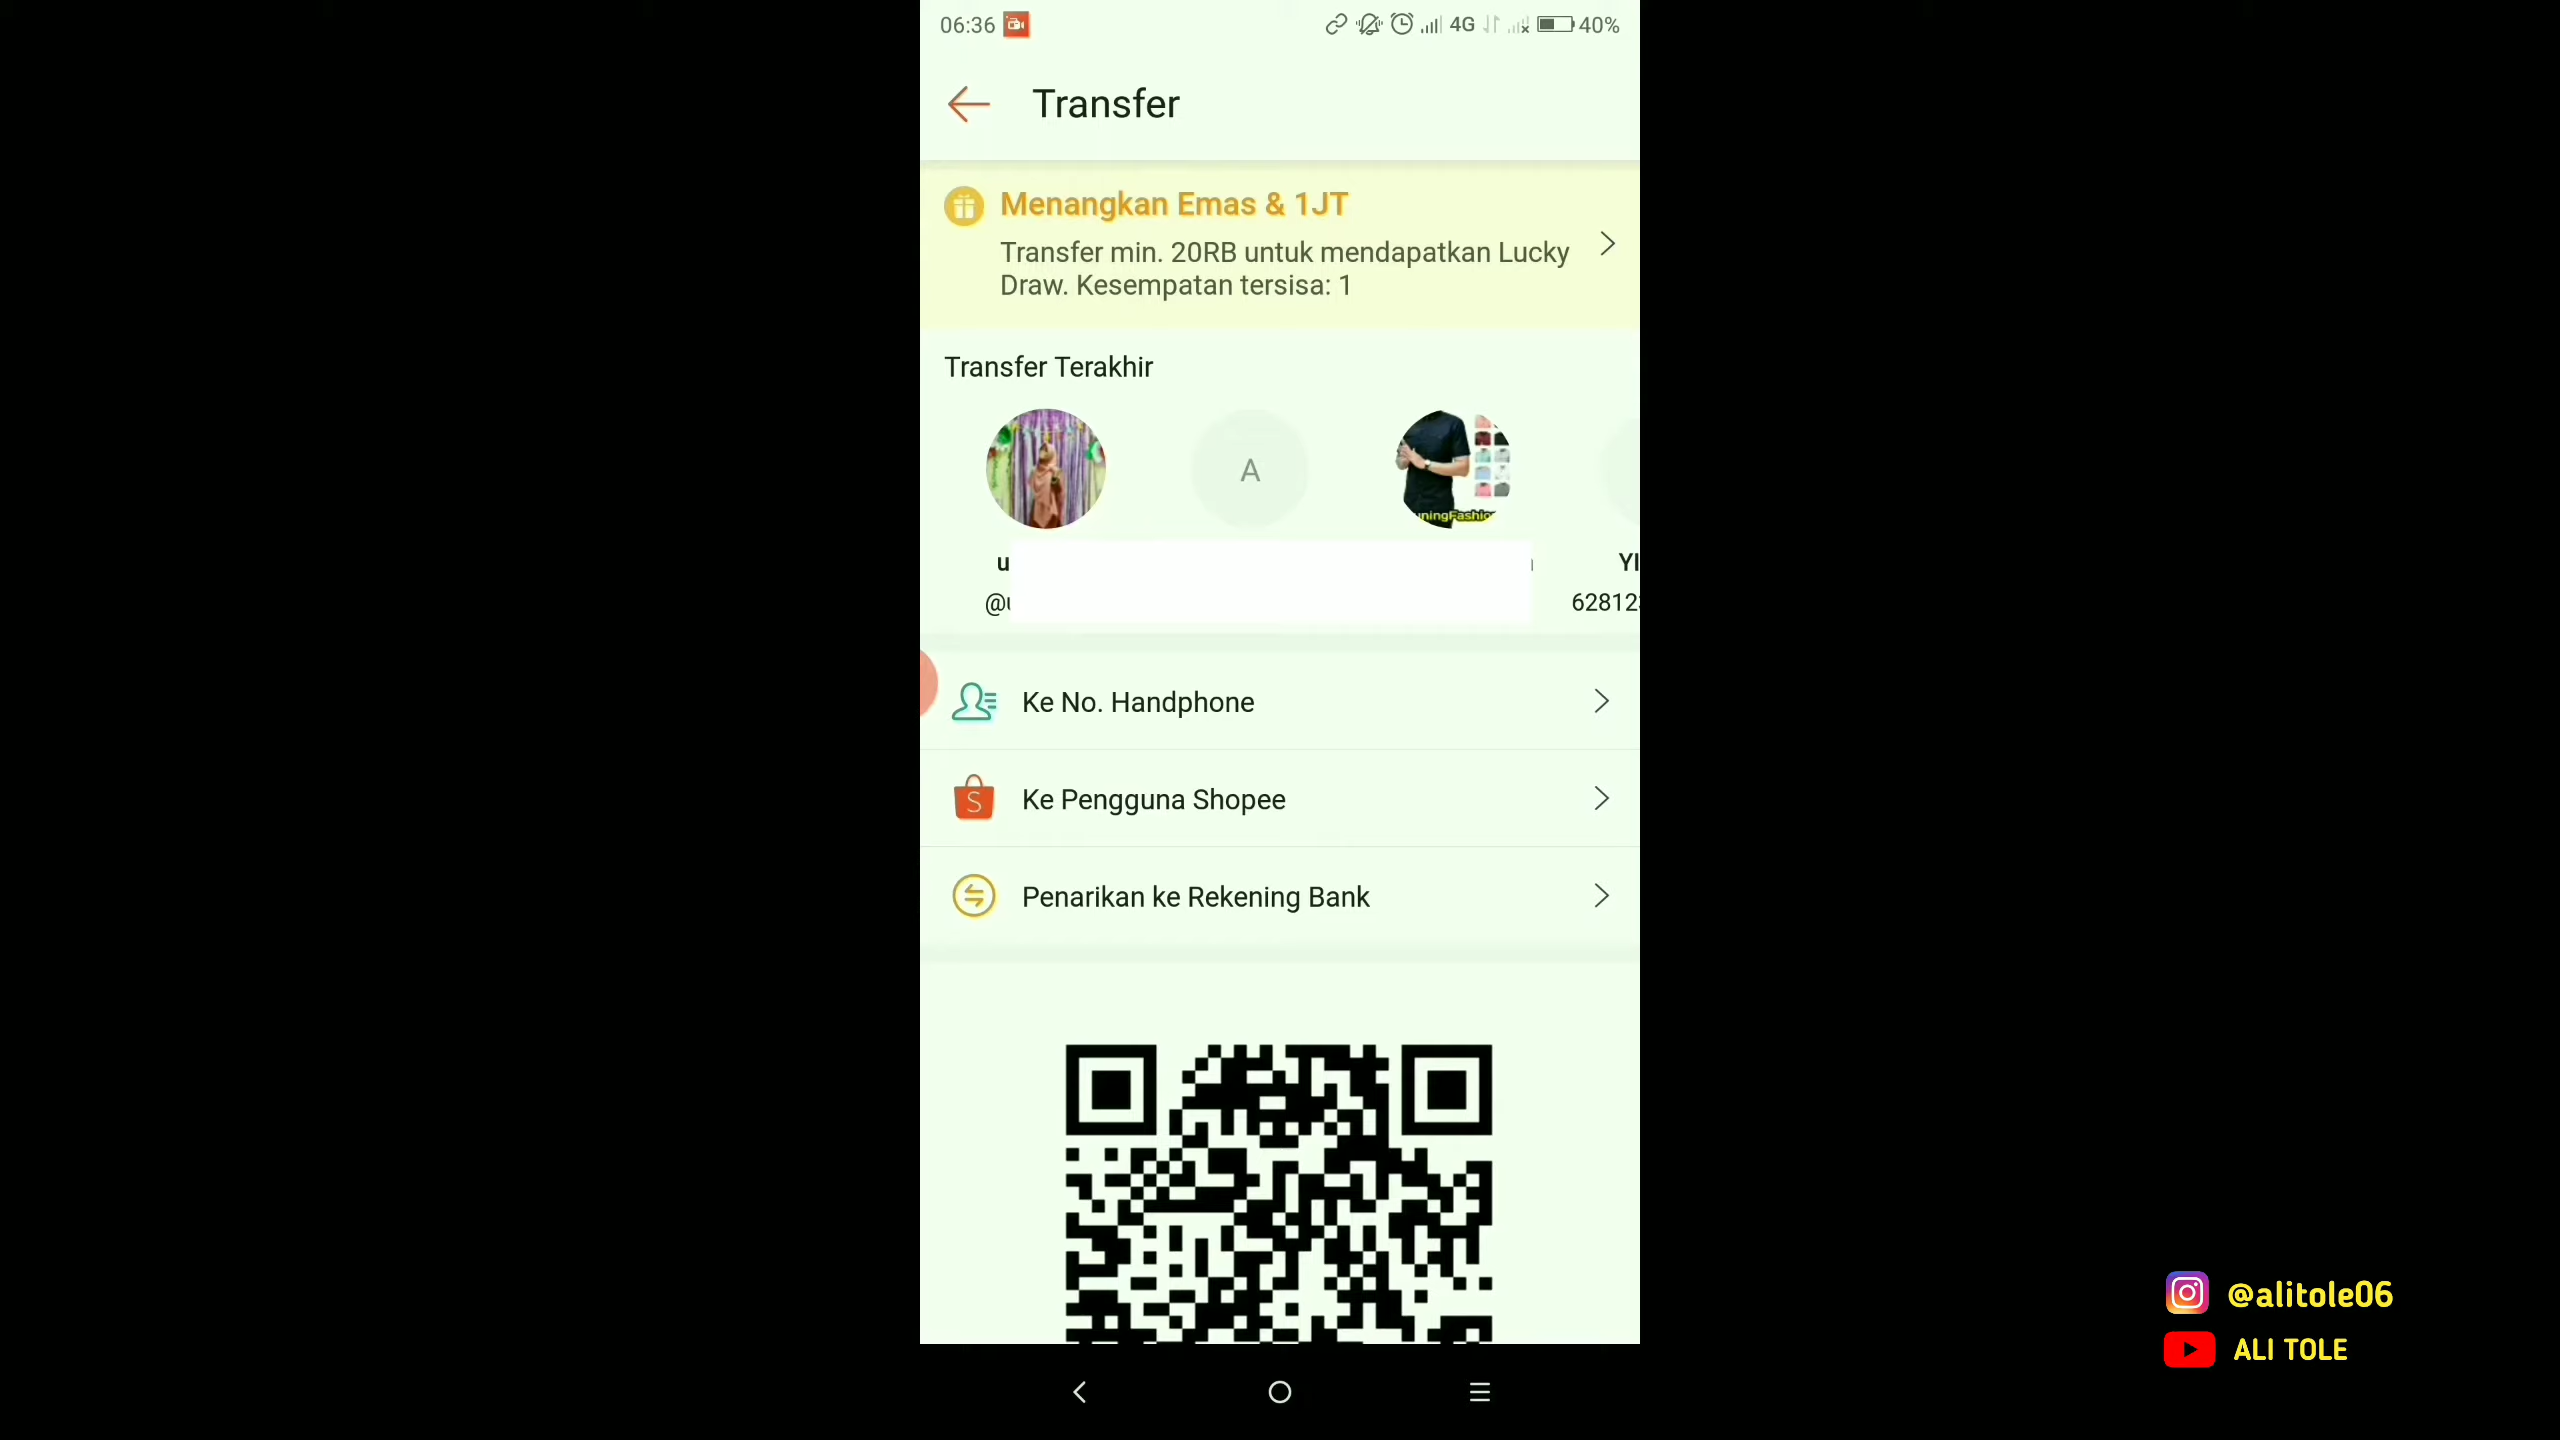 06:36
4G
40%
Transfer
Menangkan Emas & 1JT
Transfer min. 20RB untuk mendapatkan Lucky
Draw. Kesempatan tersisa: 1
Transfer Terakhir
A
Ke No. Handphone
S
Ke Pengguna Shopee
Penarikan ke Rekening Bank
@alitole06
ALI TOLE